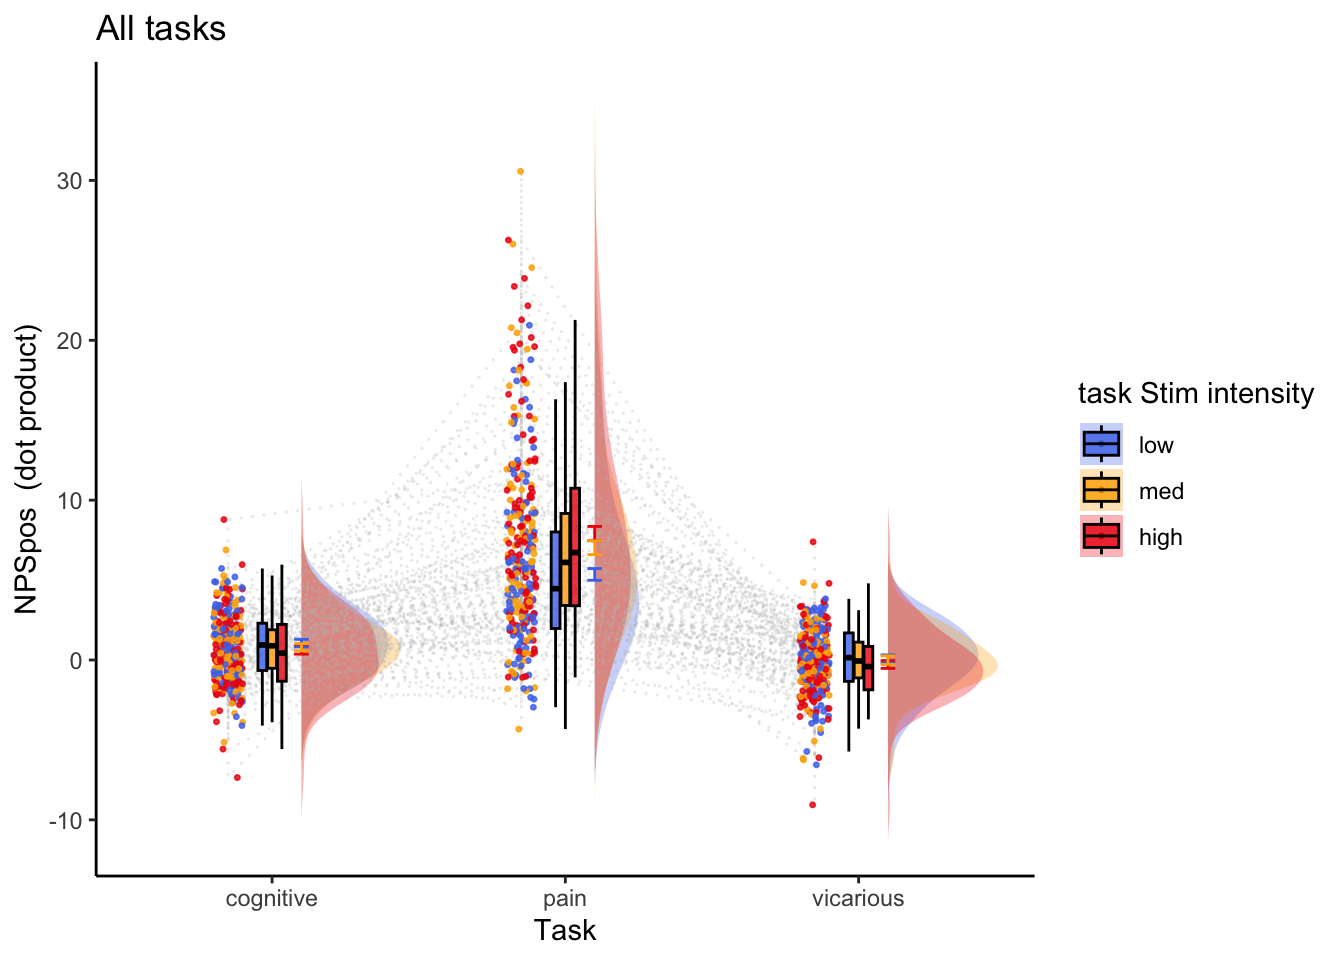 All tasks
NPSpos  (dot product)
30
20
10
0
-10
cognitive
pain
vicarious
Task
task Stim intensity
low
med
high